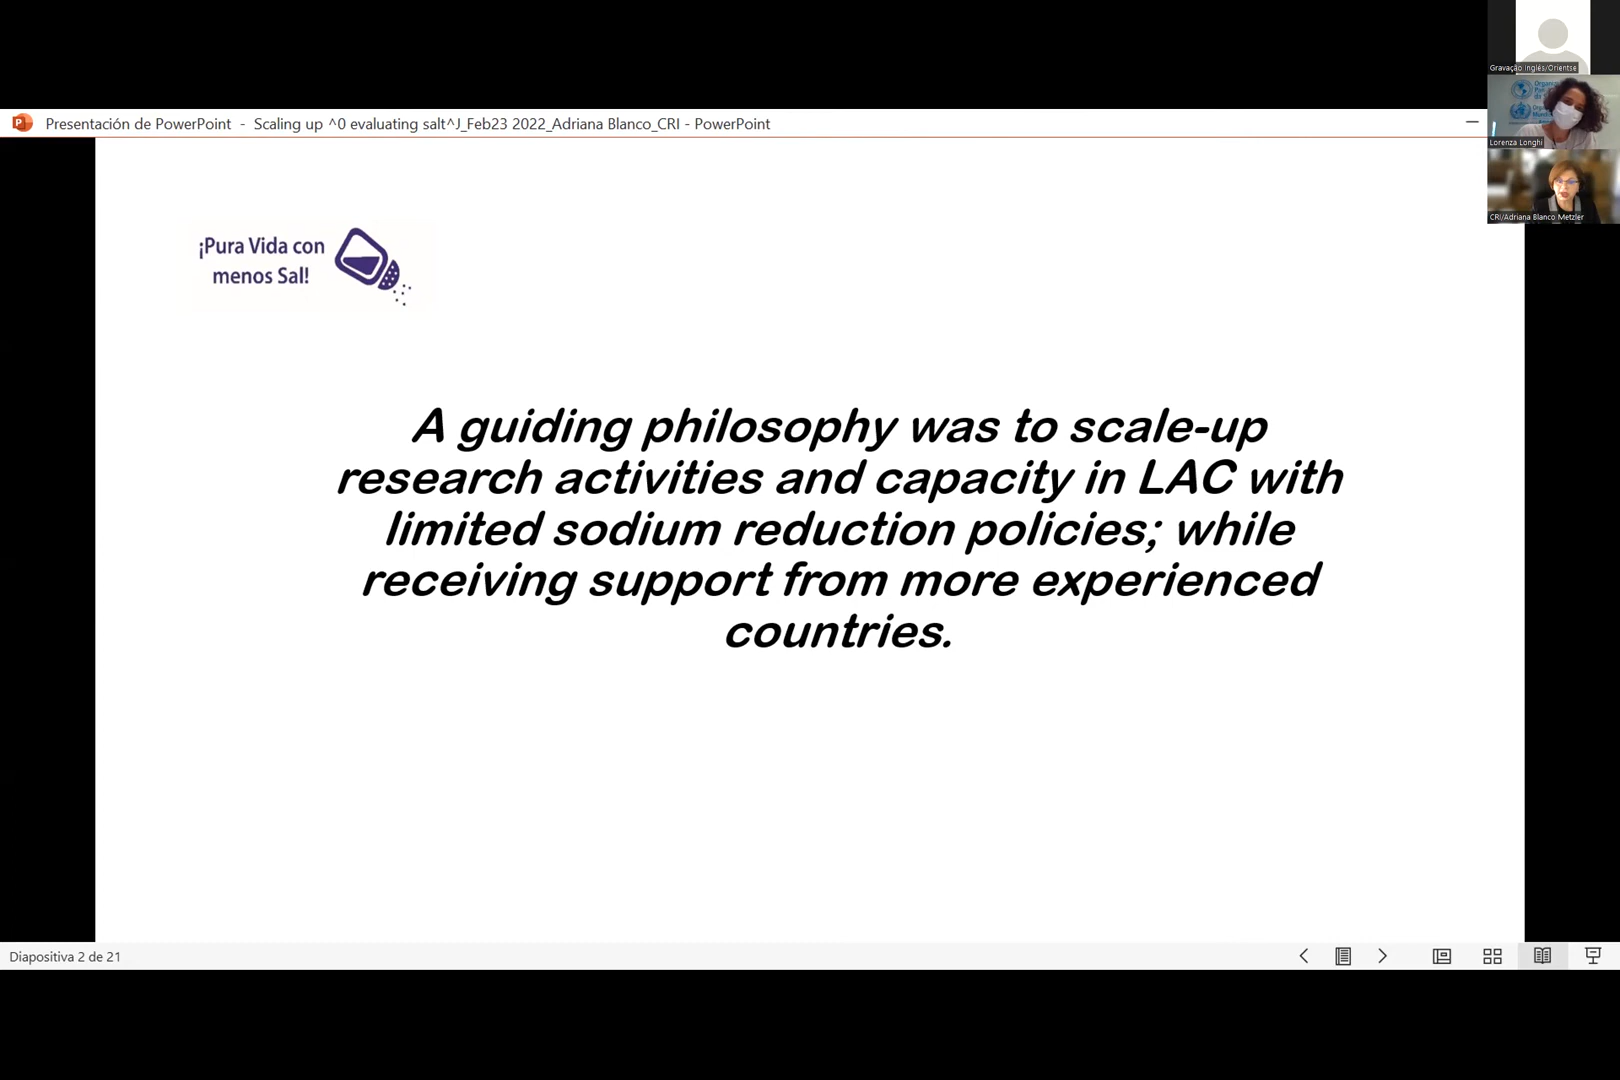 Gravação Inglês/Orientse
Lorenza Longhi
CRI/Adriana Blanco Metzler
Presentación de PowerPoint - Scaling up ^0 evaluating salt^J_Feb23 2022_Adriana Blanco_CRI - PowerPoint
¡Pura Vida con
menos Sal!
A guiding philosophy was to scale-up
research activities and capacity in LAC with
limited sodium reduction policies; while
receiving support from more experienced
countries.
Diapositiva 2 de 21